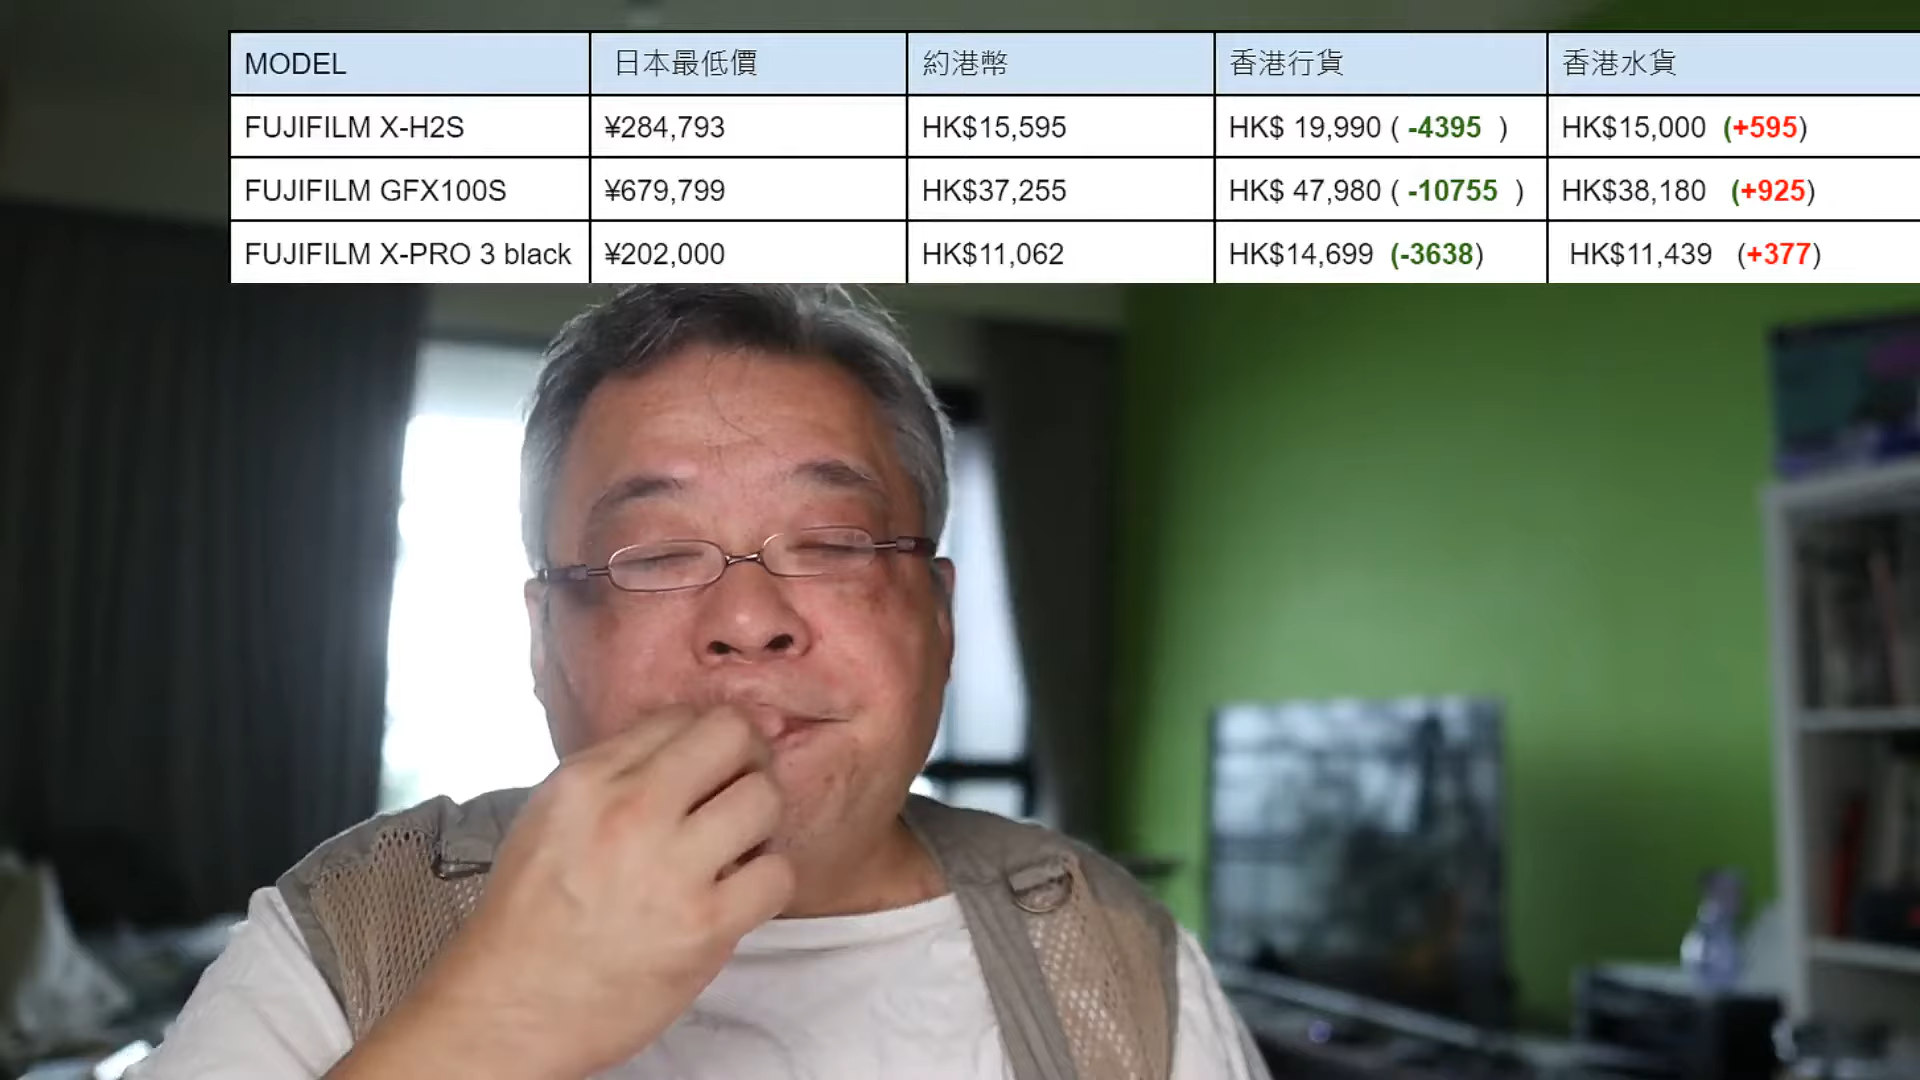 MODEL 日本最低價 約港幣 香港行貨 香港水貨
FUJIFILM X-H2S ¥284,793 HK$15,595 HK$ 19,990 ( -4395 ) HK$15,000 (+595)
FUJIFILM GFX100S ¥679,799 HK$37,255 HK$ 47,980 ( -10755 ) HK$38,180 (+925)
FUJIFILM X-PRO 3 black ¥202,000 HK$11,062 HK$14,699 (-3638) HK$11,439 (+377)